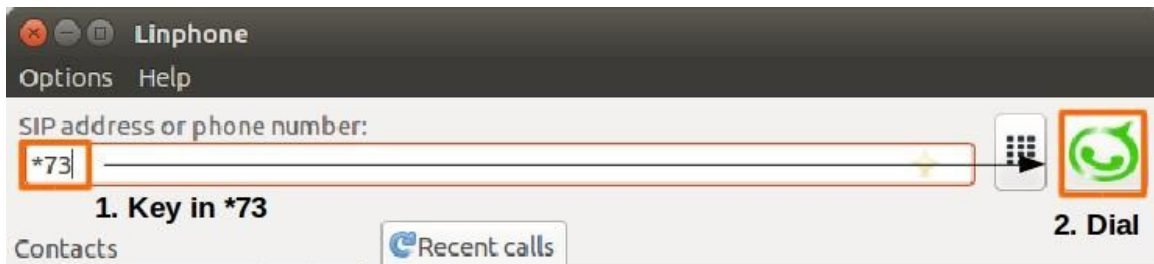 Linphone
Options Help
SIP address or phone number:
*73
1. Key in *73
2. Dial
Contacts
Recent calls